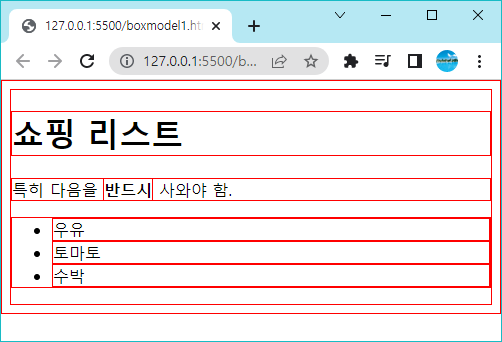 127.0.0.1:5500/boxmodel1.ht
127.0.0.1:5500/b...
쇼핑 리스트
특히 다음을 반드시 사와야 함.
우유
토마토
수박